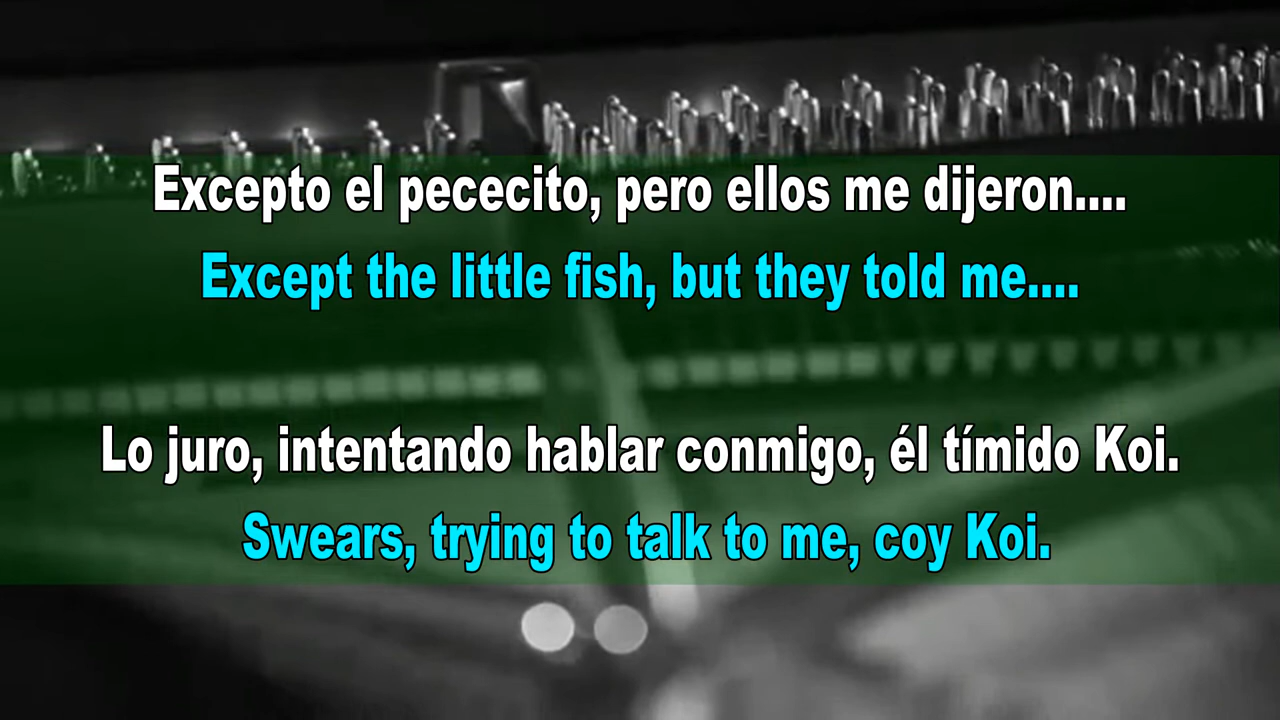 Excepto el pececito, pero ellos me dijeron....
Except the little fish, but they told me....
Lo juro, intentando hablar conmigo, él tímido Koi.
Swears, trying to talk to me, coy Koi.